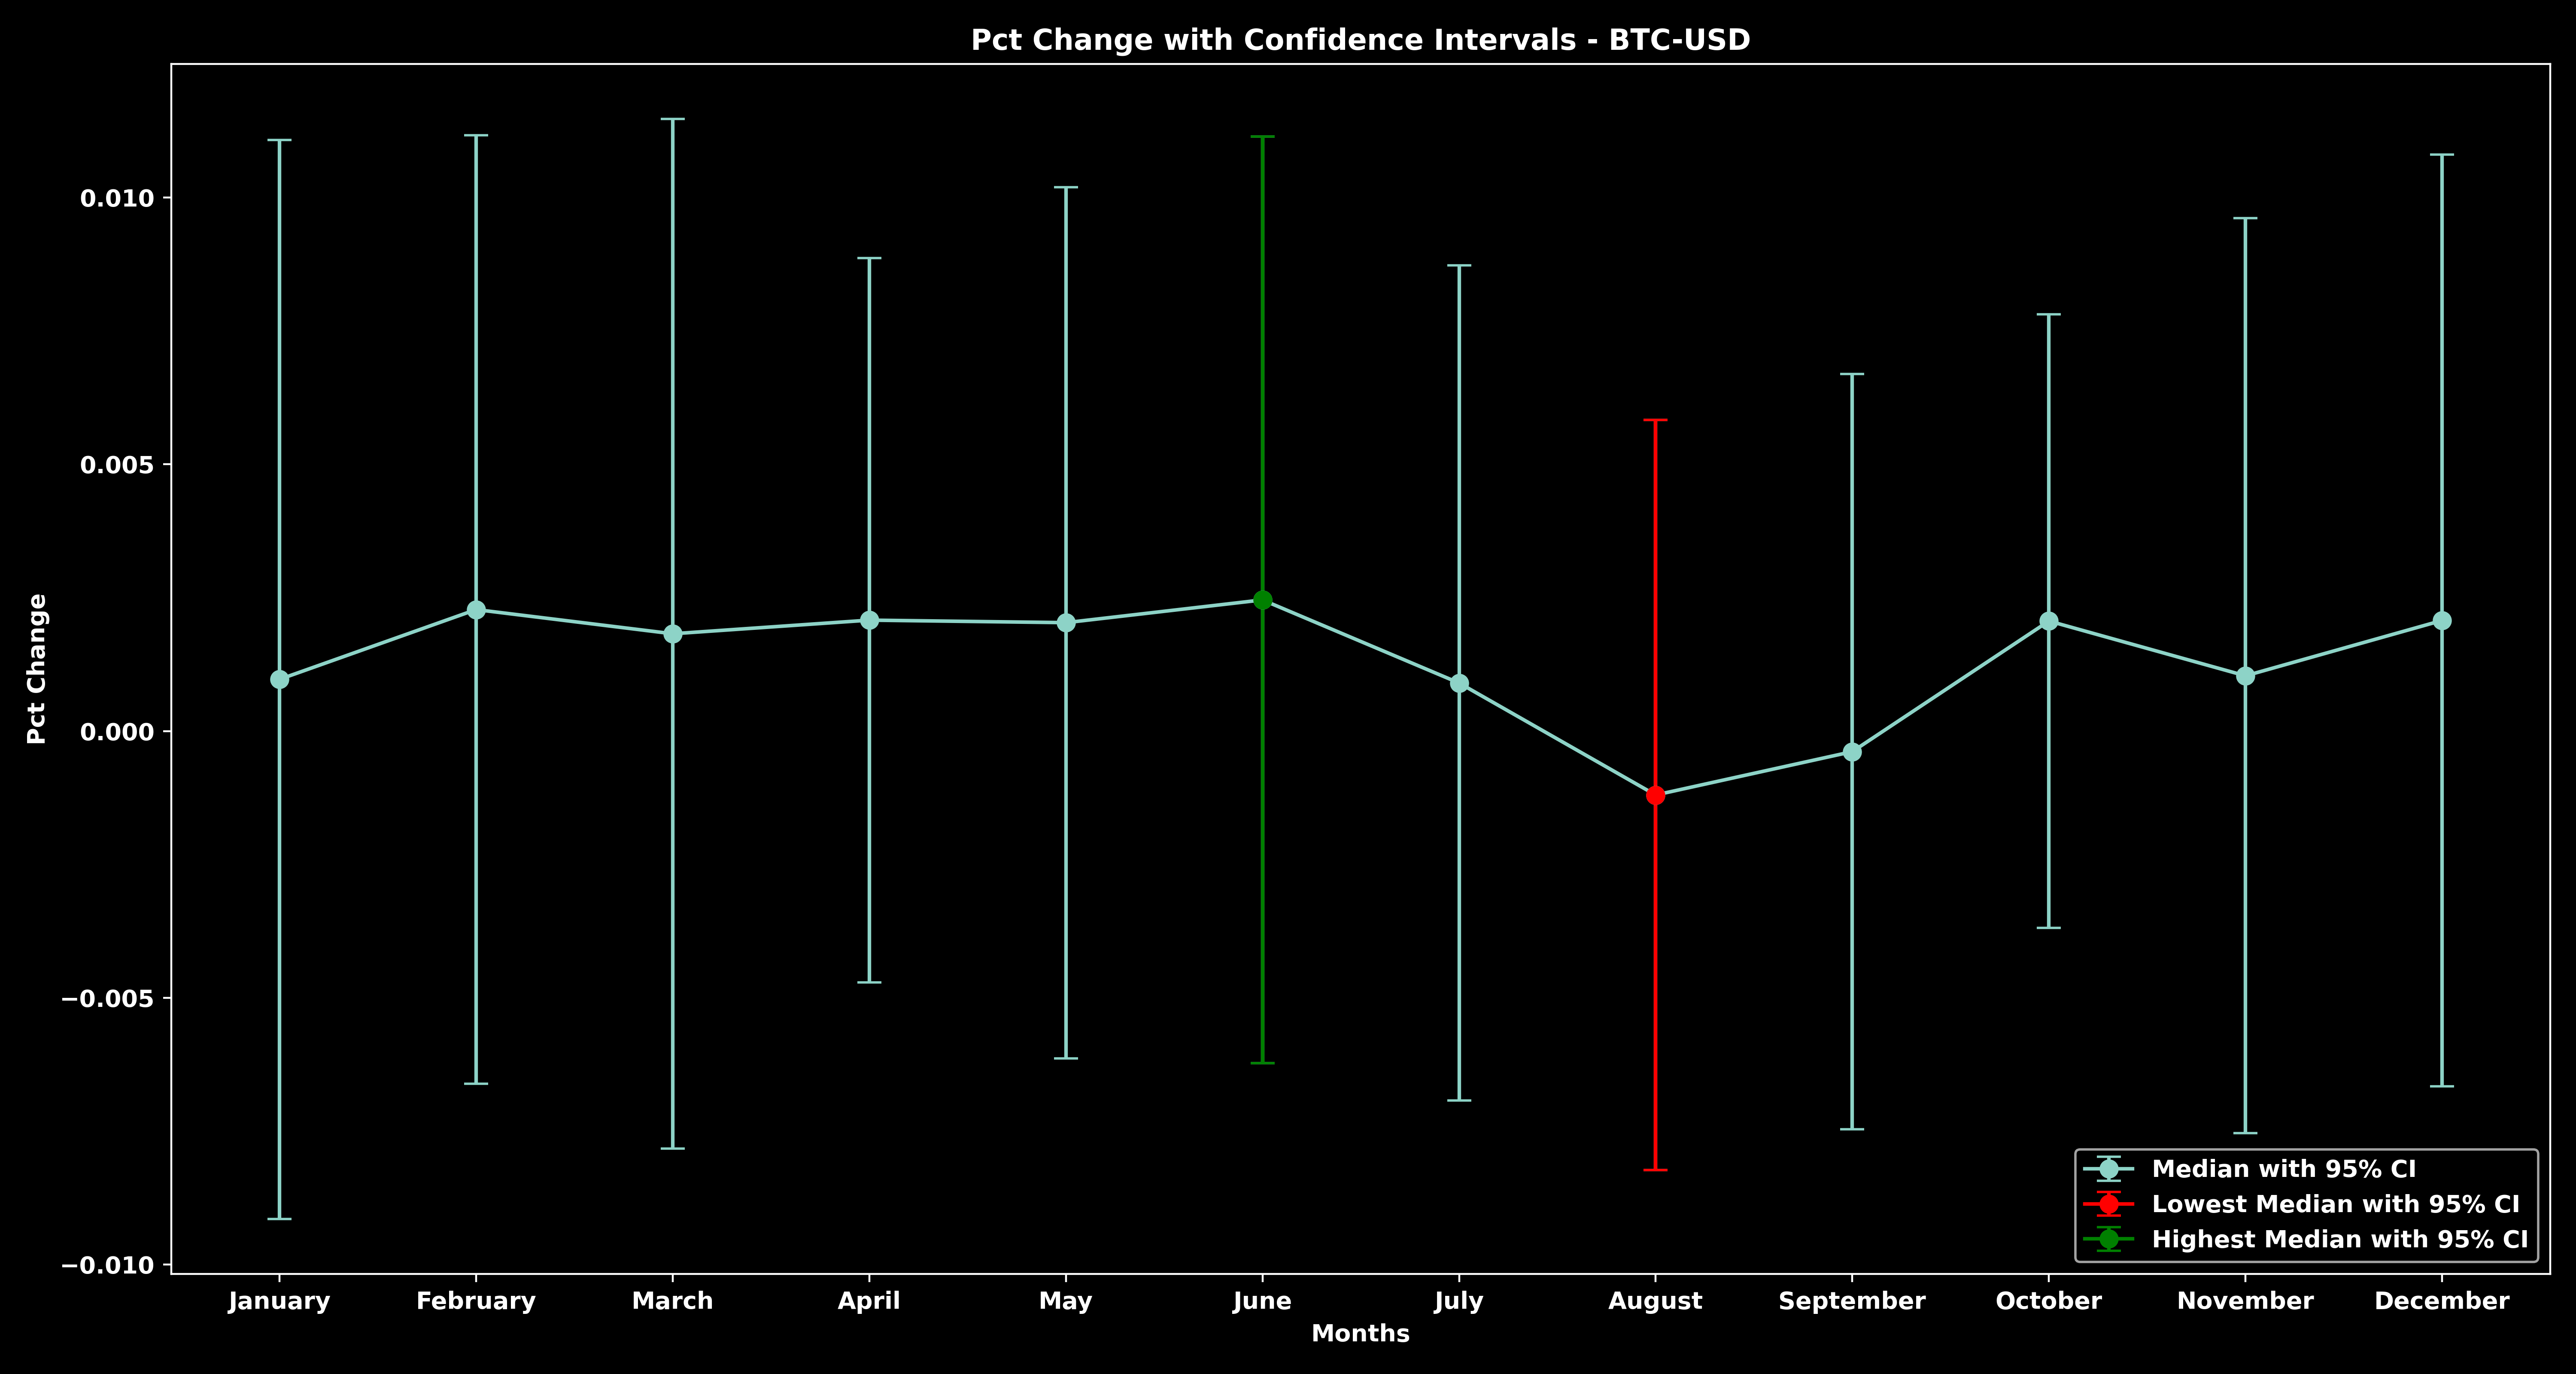 Pct Change with Confidence Intervals - BTC-USD
Pct Change
0.010
0.005
0.000
−0.005
−0.010
Median with 95% CI
Lowest Median with 95% CI
Highest Median with 95% CI
January February March April May June July August September October November December
Months